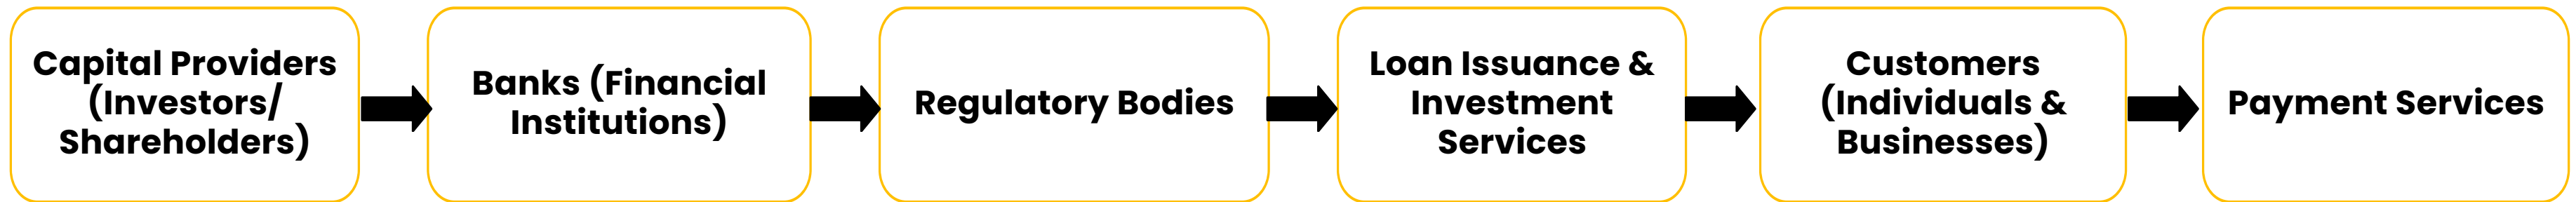 Capital Providers
(Investors/
Shareholders)
Banks (Financial
Institutions)
Regulatory Bodies
Loan Issuance &
Investment
Services
Customers
(Individuals &
Businesses)
Payment Services